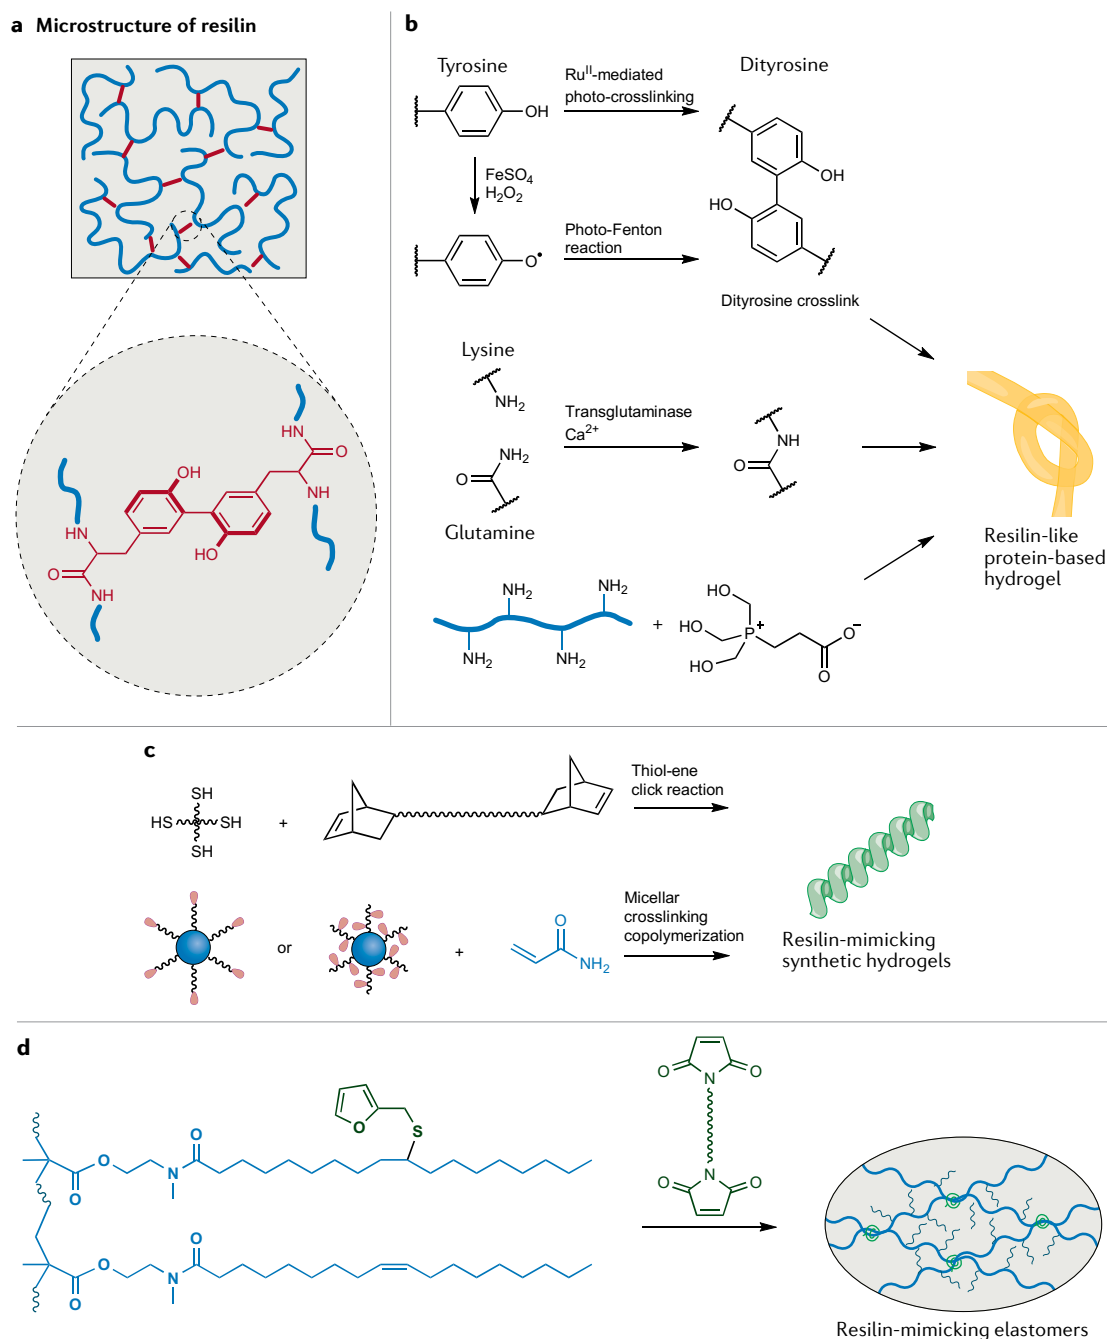 a Microstructure of resilin
HN
O
OH
NH
HO
NH
O
NH
b
Tyrosine
OH
Ruᴵᴵ-mediated
photo-crosslinking
Dityrosine
FeSO₄
H₂O₂
OH
HO
O•
Photo-Fenton
reaction
Dityrosine crosslink
Lysine
NH₂
Transglutaminase
Ca²⁺
NH₂
O
Glutamine
NH
O
Resilin-like
protein-based
hydrogel
NH₂
NH₂
NH₂
NH₂
+
HO
HO
P⁺
HO
O⁻
O
c
SH
HS
SH
SH
+
Thiol-ene
click reaction
or
+
O
NH₂
Micellar
crosslinking
copolymerization
Resilin-mimicking
synthetic hydrogels
d
O
S
O
O
N
O
O
O
N
O
O
O
N
O
N
O
O
Resilin-mimicking elastomers